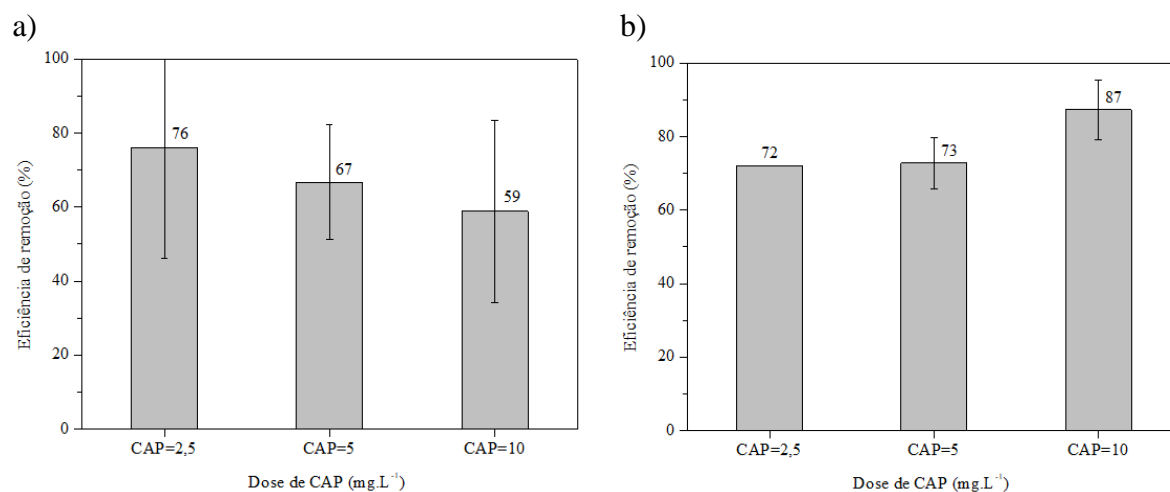 a)
100
80
60
40
20
0
Eficiência de remoção (%)
76
67
59
CAP=2,5 CAP=5 CAP=10
Dose de CAP (mg.L⁻¹)
b)
100
80
60
40
20
0
Eficiência de remoção (%)
72
73
87
CAP=2,5 CAP=5 CAP=10
Dose de CAP (mg.L⁻¹)